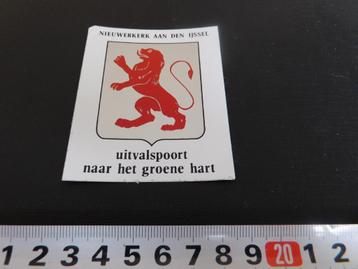 NIEUWERKERK AAN DEN IJSSEL
uitvalspoort
naar het groene hart
1 2 3 4 5 6 7 8 9 20 1 2